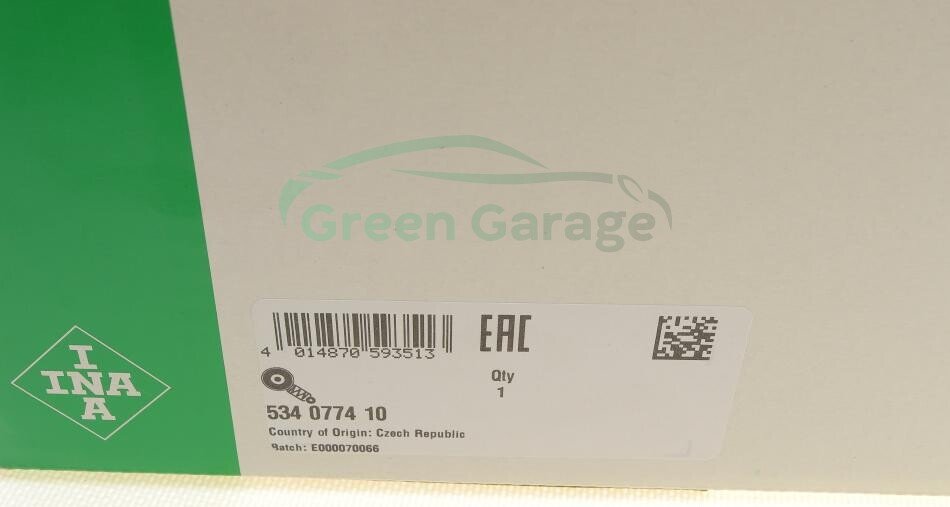 Green Garage
I
INA
A
4 014870 593513
EAC
Qty
1
534 0774 10
Country of Origin: Czech Republic
Batch: E000070066